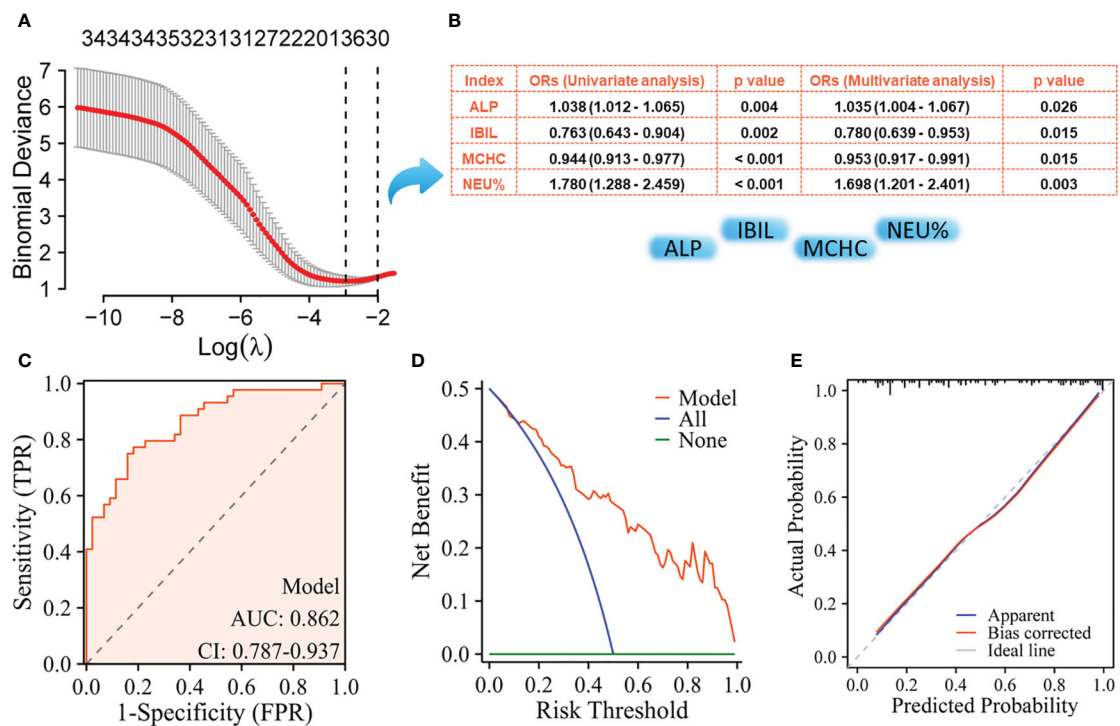 A
3434343532313127222013630
7
6
5
4
3
2
1
Binomial Deviance
−10
−8
−6
−4
−2
Log(λ)
B
Index ORs (Univariate analysis) p value ORs (Multivariate analysis) p value
ALP 1.038 (1.012 - 1.065) 0.004 1.035 (1.004 - 1.067) 0.026
IBIL 0.763 (0.643 - 0.904) 0.002 0.780 (0.639 - 0.953) 0.015
MCHC 0.944 (0.913 - 0.977) < 0.001 0.953 (0.917 - 0.991) 0.015
NEU% 1.780 (1.288 - 2.459) < 0.001 1.698 (1.201 - 2.401) 0.003
ALP
IBIL
MCHC
NEU%
C
1.0
0.8
0.6
0.4
0.2
0.0
Sensitivity (TPR)
Model
AUC: 0.862
CI: 0.787-0.937
0.0 0.2 0.4 0.6 0.8 1.0
1-Specificity (FPR)
D
0.5
0.4
0.3
0.2
0.1
0.0
Net Benefit
Model
All
None
0.0 0.2 0.4 0.6 0.8 1.0
Risk Threshold
E
1.0
0.8
0.6
0.4
0.2
0.0
Actual Probability
Apparent
Bias corrected
Ideal line
0.0 0.2 0.4 0.6 0.8 1.0
Predicted Probability